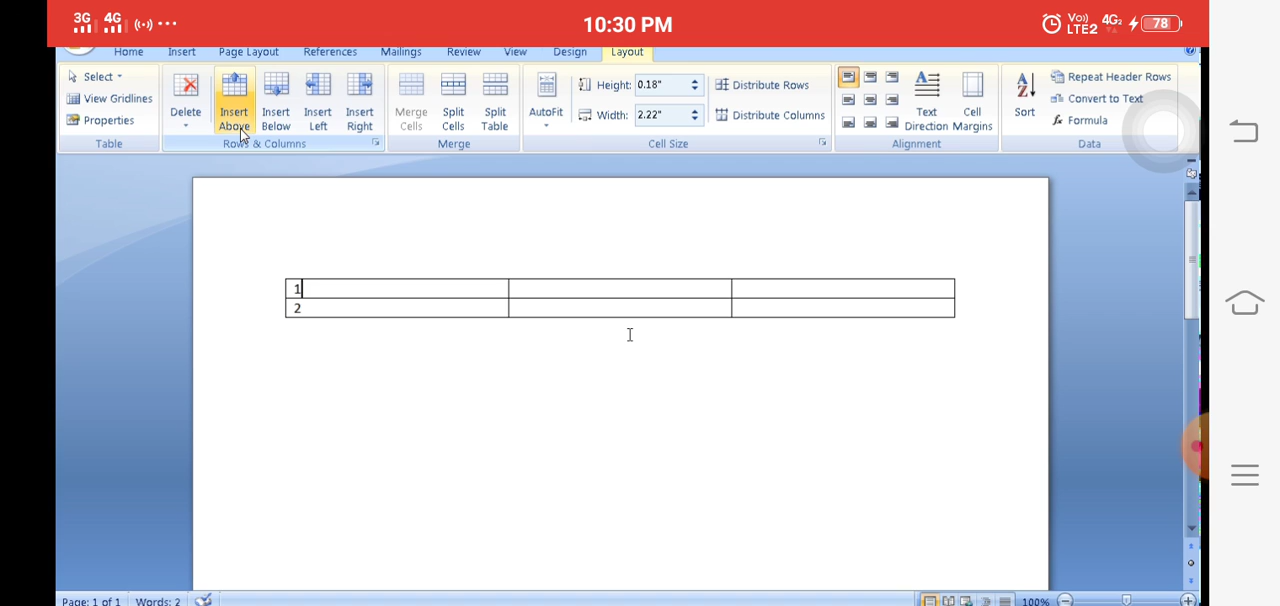 3G 4G 10:30 PM Vo) LTE2 4G2 78
Home Insert Page Layout References Mailings Review View Design Layout
Select
View Gridlines
Properties
Table
Delete
Insert Above
Insert Below
Insert Left
Insert Right
Rows & Columns
Merge Cells
Split Cells
Split Table
Merge
AutoFit
Height: 0.18"
Width: 2.22"
Distribute Rows
Distribute Columns
Cell Size
Text Direction
Cell Margins
Alignment
Sort
Repeat Header Rows
Convert to Text
fx Formula
Data
1
2
Page: 1 of 1 Words: 2 100%